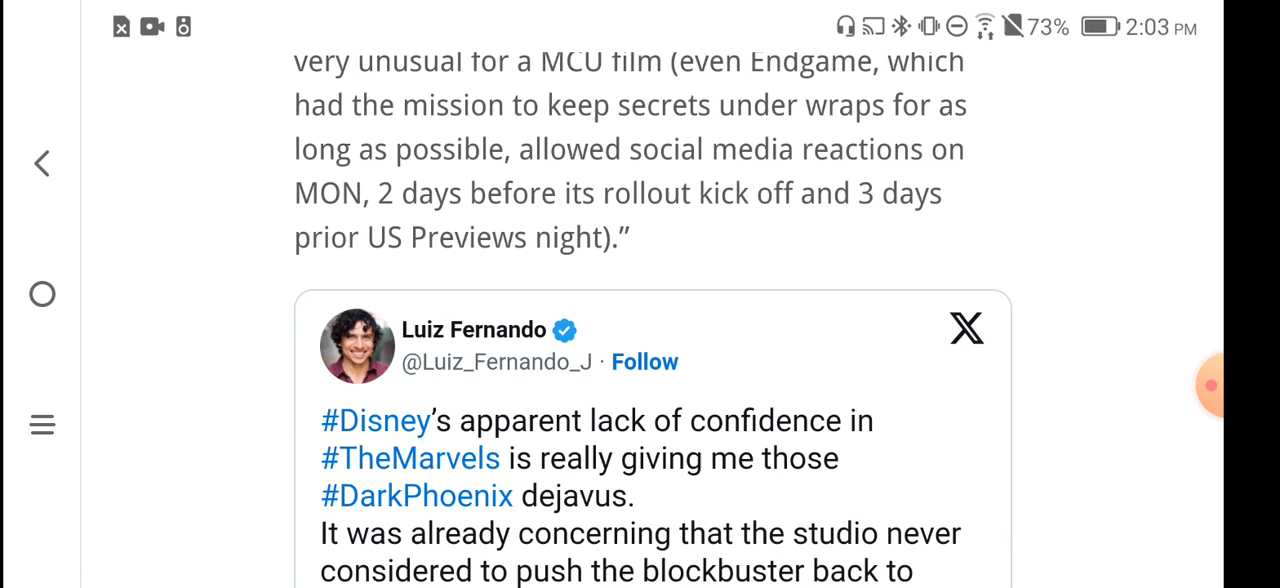 73% 2:03 PM
very unusual for a MCU film (even Endgame, which
had the mission to keep secrets under wraps for as
long as possible, allowed social media reactions on
MON, 2 days before its rollout kick off and 3 days
prior US Previews night).”
Luiz Fernando
@Luiz_Fernando_J · Follow
#Disney’s apparent lack of confidence in
#TheMarvels is really giving me those
#DarkPhoenix dejavus.
It was already concerning that the studio never
considered to push the blockbuster back to